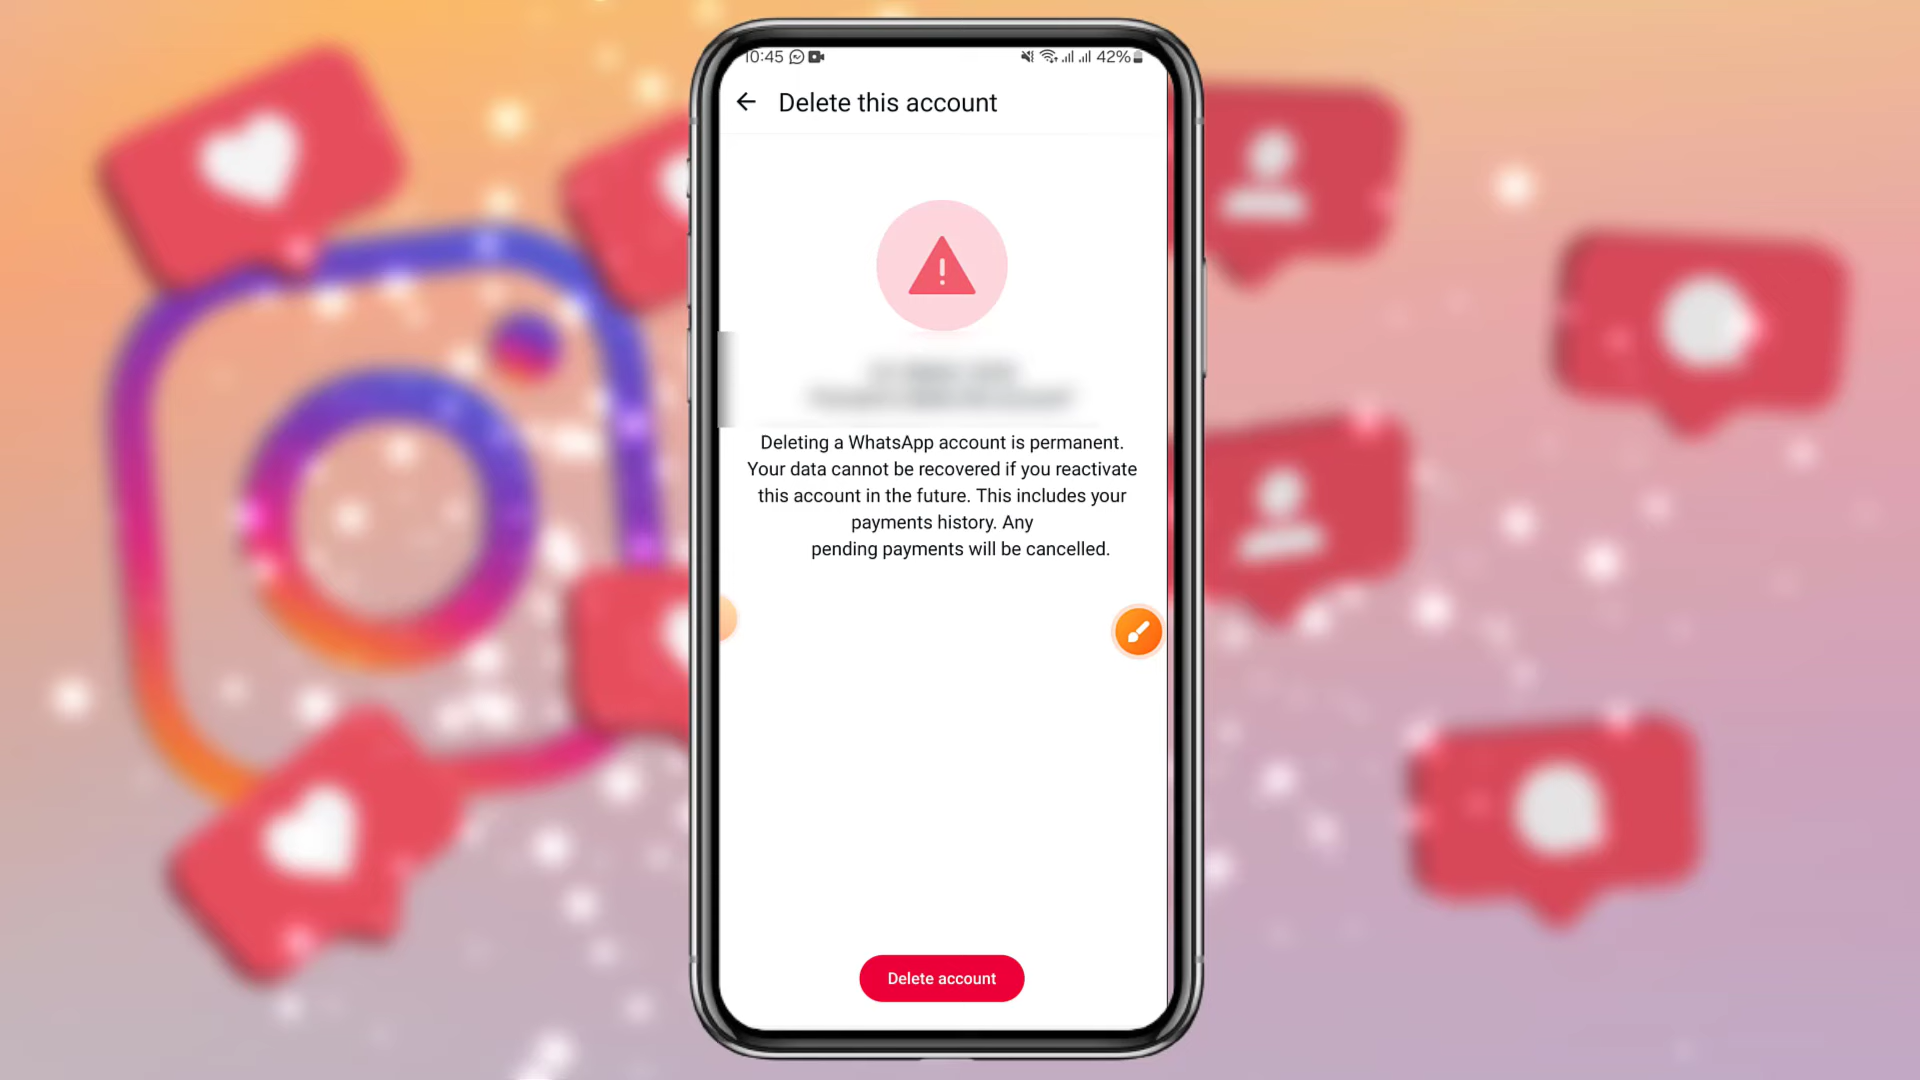 10:45
42%
Delete this account
Deleting a WhatsApp account is permanent.
Your data cannot be recovered if you reactivate
this account in the future. This includes your
payments history. Any
pending payments will be cancelled.
Delete account